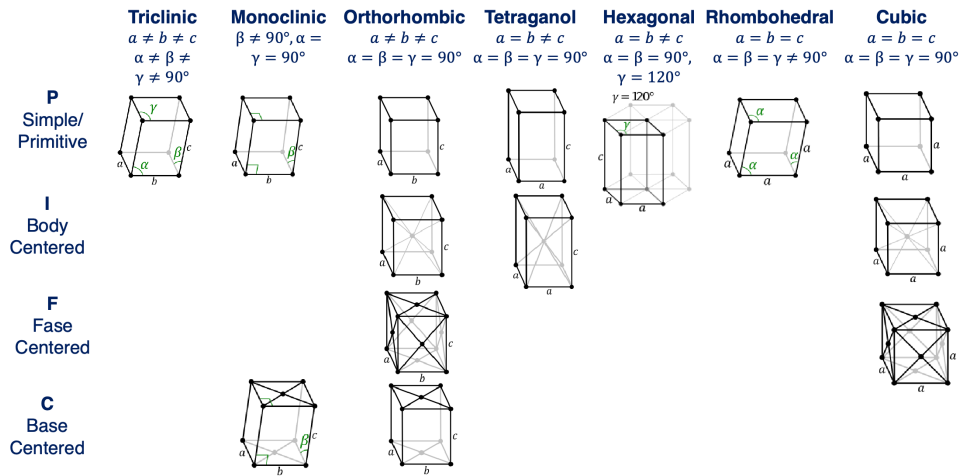 Triclinic
a ≠ b ≠ c
α ≠ β ≠
γ ≠ 90°
Monoclinic
β ≠ 90°, α =
γ = 90°
Orthorhombic
a ≠ b ≠ c
α = β = γ = 90°
Tetraganol
a = b ≠ c
α = β = γ = 90°
Hexagonal
a = b ≠ c
α = β = 90°,
γ = 120°
Rhombohedral
a = b = c
α = β = γ ≠ 90°
Cubic
a = b = c
α = β = γ = 90°
P
Simple/
Primitive
γ
a
α
β
c
b
a
β
c
b
a
c
b
a
c
a
γ = 120°
γ
c
a
a
α
a
a
α
α
a
a
a
a
I
Body
Centered
a
c
b
a
c
a
a
a
a
F
Fase
Centered
a
c
b
a
a
a
C
Base
Centered
a
β
c
b
a
c
b